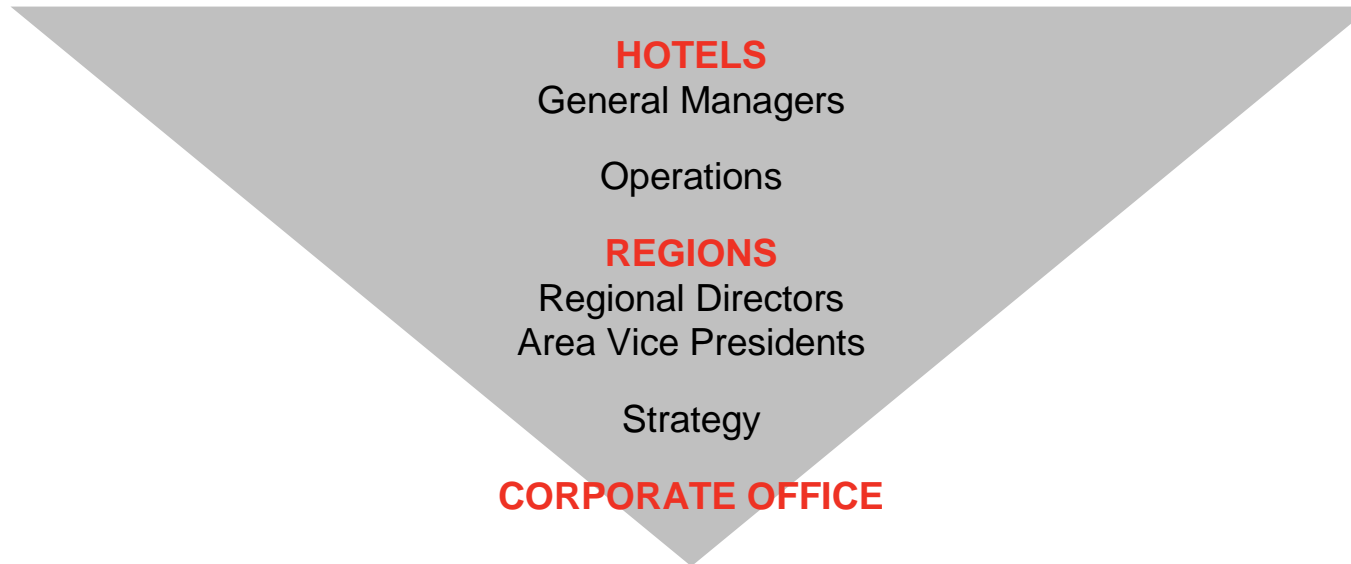 HOTELS
General Managers
Operations
REGIONS
Regional Directors
Area Vice Presidents
Strategy
CORPORATE OFFICE